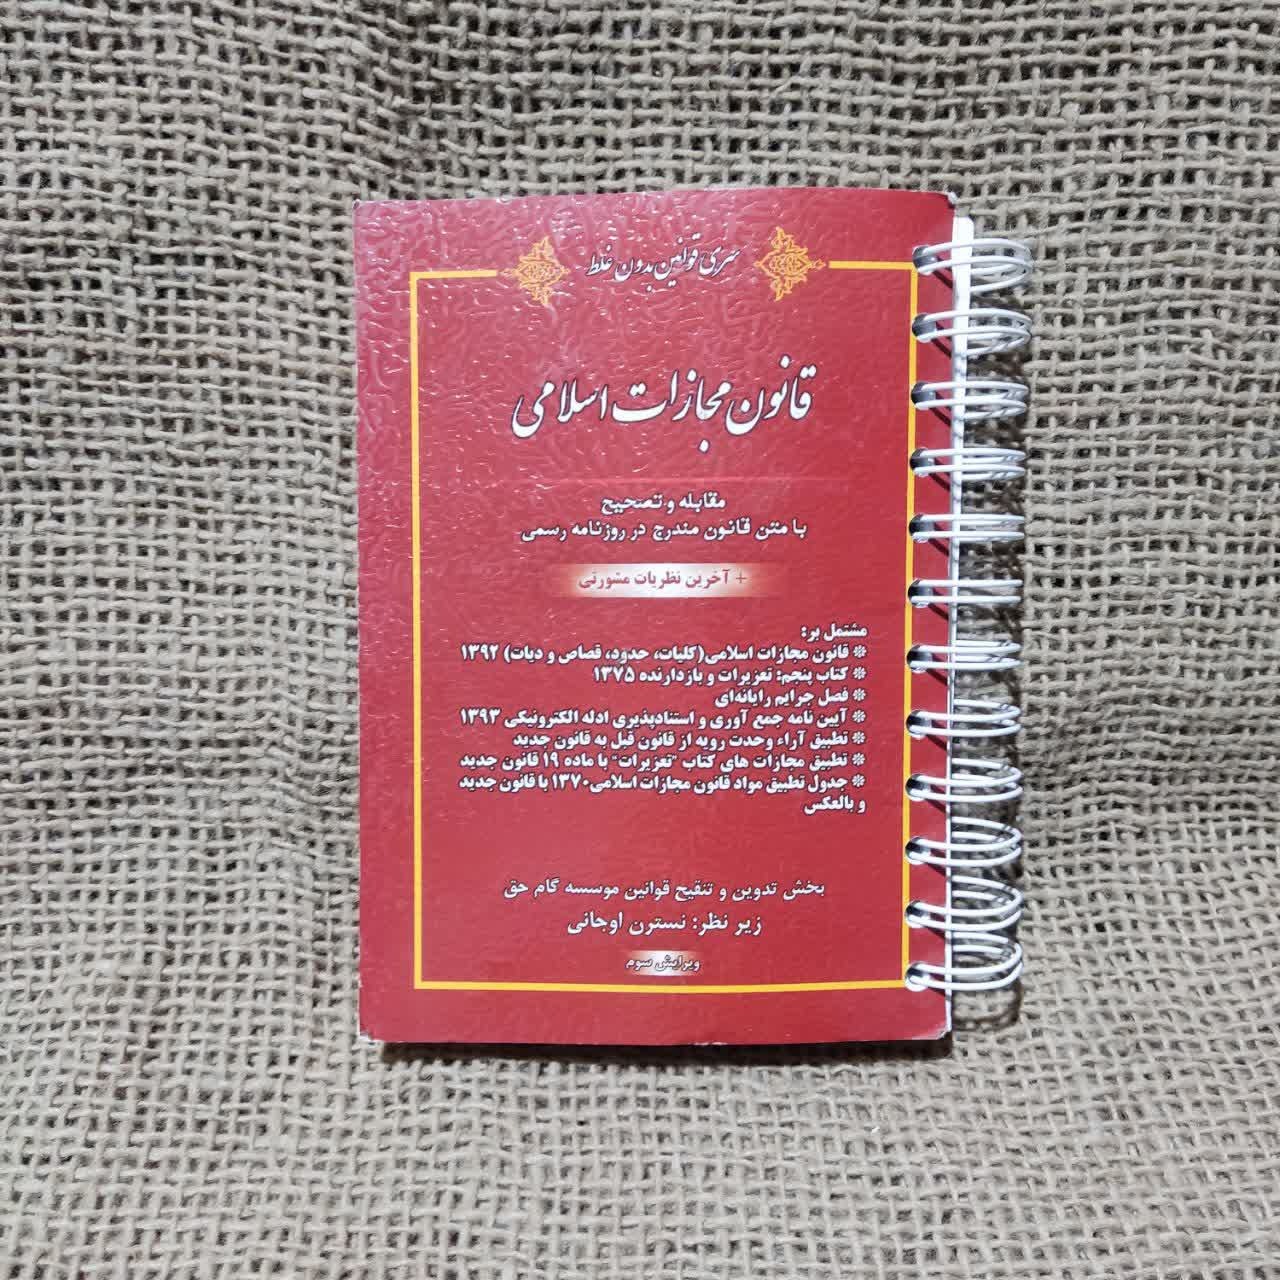 سری قوانین بدون غلط
قانون مجازات اسلامی
مقابله و تصحیح
با متن قانون مندرج در روزنامه رسمی
+ آخرین نظریات مشورتی
مشتمل بر:
❊ قانون مجازات اسلامی(کلیات، حدود، قصاص و دیات) ۱۳۹۲
❊ کتاب پنجم: تعزیرات و بازدارنده ۱۳۷۵
❊ فصل جرایم رایانه‌ای
❊ آیین نامه جمع آوری و استنادپذیری ادله الکترونیکی ۱۳۹۳
❊ تطبیق آراء وحدت رویه از قانون قبل به قانون جدید
❊ تطبیق مجازات های کتاب "تعزیرات" با ماده ۱۹ قانون جدید
❊ جدول تطبیق مواد قانون مجازات اسلامی۱۳۷۰ با قانون جدید
و بالعکس
بخش تدوین و تنقیح قوانین موسسه گام حق
زیر نظر: نسترن اوجانی
ویرایش سوم